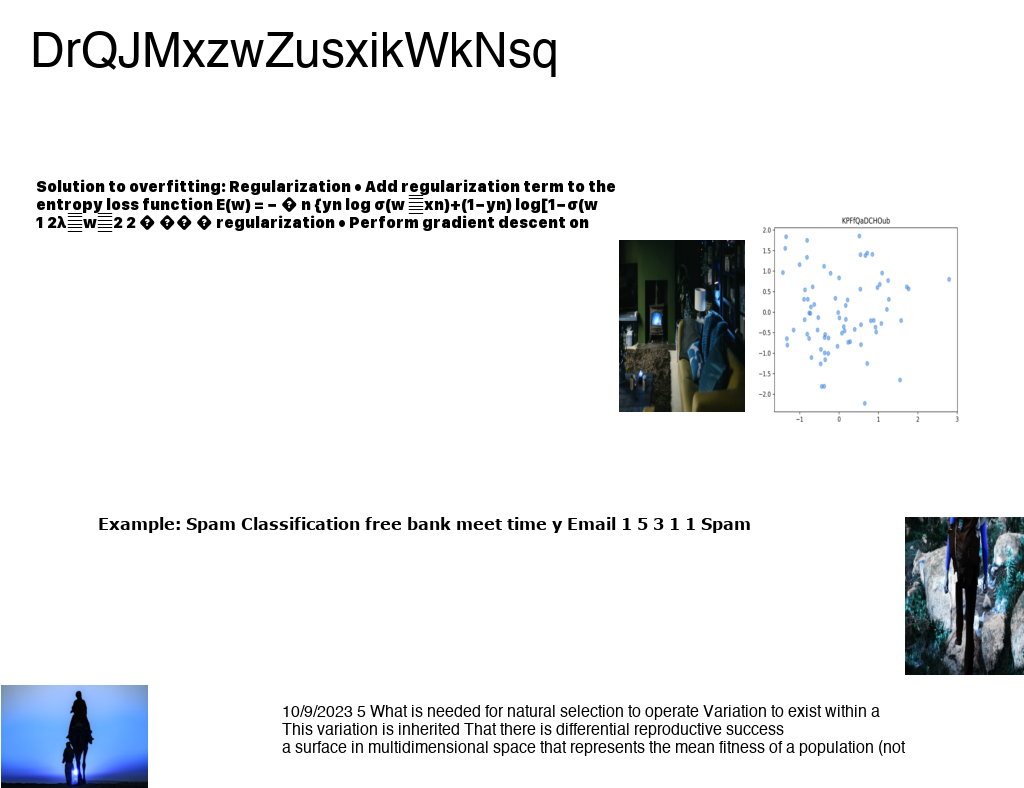 DrQJMxzwZusxikWkNsq
Solution to overfitting: Regularization • Add regularization term to the
entropy loss function E(w) = − � n {yn log σ(w ▒xn)+(1−yn) log[1−σ(w
1 2λ▒w▒2 2 � �� � regularization • Perform gradient descent on
KPFfQaDCHOub
2.0
1.5
1.0
0.5
0.0
−0.5
−1.0
−1.5
−2.0
−1 0 1 2 3
Example: Spam Classification free bank meet time y Email 1 5 3 1 1 Spam
10/9/2023 5 What is needed for natural selection to operate Variation to exist within a
This variation is inherited That there is differential reproductive success
a surface in multidimensional space that represents the mean fitness of a population (not